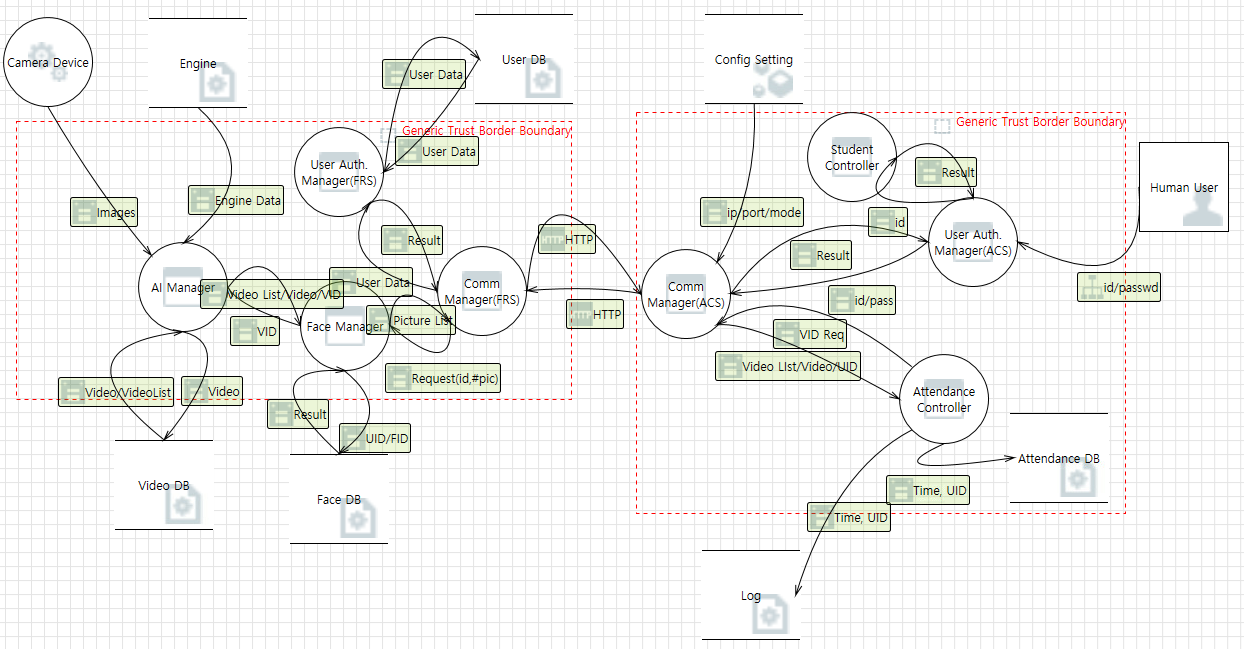 Camera Device
Engine
User DB
Config Setting
User Data
Generic Trust Border Boundary
User Data
Generic Trust Border Boundary
User Auth.
Manager(FRS)
Student
Controller
Result
Human User
Images
Engine Data
ip/port/mode
id
Result
HTTP
Result
User Auth.
Manager(ACS)
AI Manager
Video List/Video/VID
User Data
Comm
Manager(FRS)
Comm
Manager(ACS)
id/passwd
id/pass
VID
Face Manager
Picture List
HTTP
VID Req
Video LIst/Video/UID
Request(id,#pic)
Video/VideoList
Video
Attendance
Controller
Result
UID/FID
Attendance DB
Video DB
Face DB
Time, UID
Time, UID
Log